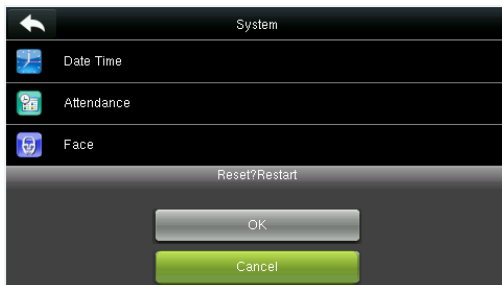 System
Date Time
Attendance
Face
Reset?Restart
OK
Cancel